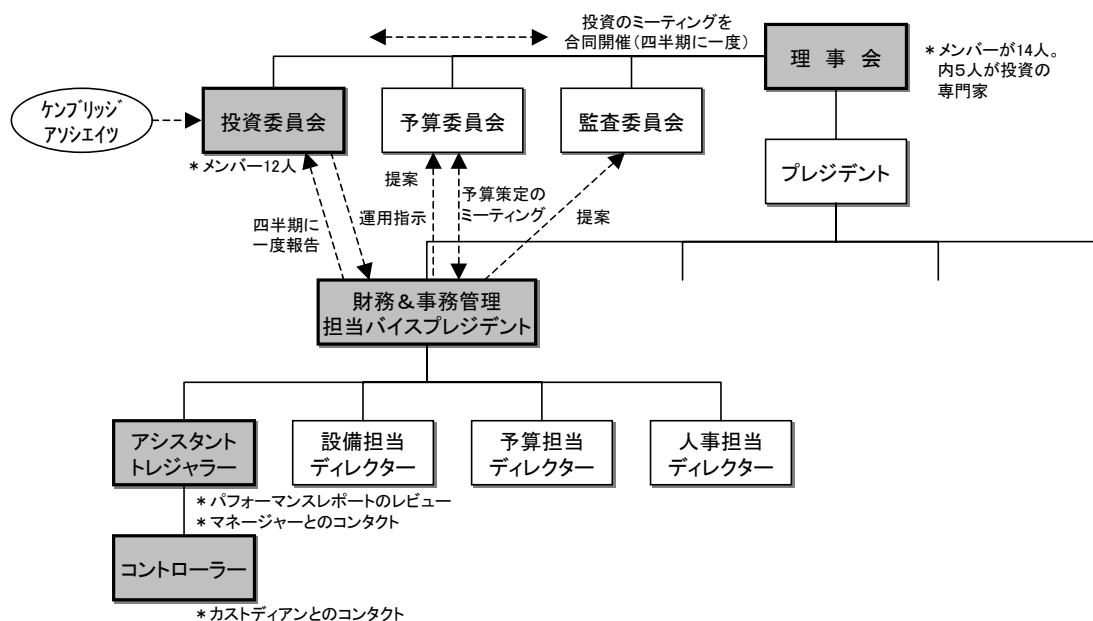 投資のミーティングを
合同開催(四半期に一度)
理 事 会
＊メンバーが14人。
内5人が投資の
専門家
ｹﾝﾌﾞﾘｯｼﾞ
ｱｿｼｴｲﾂ
投資委員会
予算委員会
監査委員会
＊メンバー12人
プレジデント
提案
予算策定の
ミーティング
運用指示
提案
四半期に
一度報告
財務＆事務管理
担当バイスプレジデント
アシスタント
トレジャラー
設備担当
ディレクター
予算担当
ディレクター
人事担当
ディレクター
＊パフォーマンスレポートのレビュー
＊マネージャーとのコンタクト
コントローラー
＊カストディアンとのコンタクト